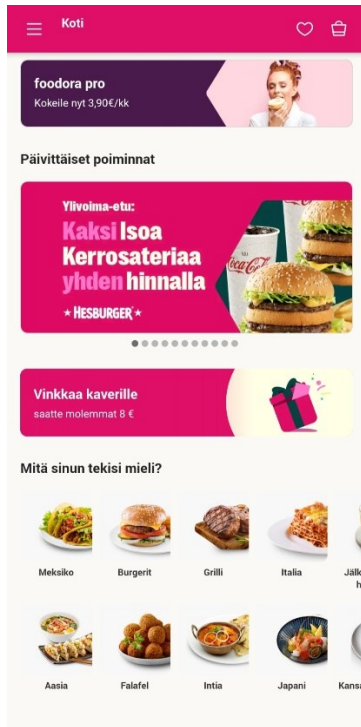 Koti
foodora pro
Kokeile nyt 3,90€/kk
Päivittäiset poiminnat
Ylivoima-etu:
Kaksi Isoa
Kerrosateriaa
yhden hinnalla
HESBURGER
Coca-Cola
Vinkkaa kaverille
saatte molemmat 8 €
Mitä sinun tekisi mieli?
Meksiko
Burgerit
Grilli
Italia
Aasia
Falafel
Intia
Japani